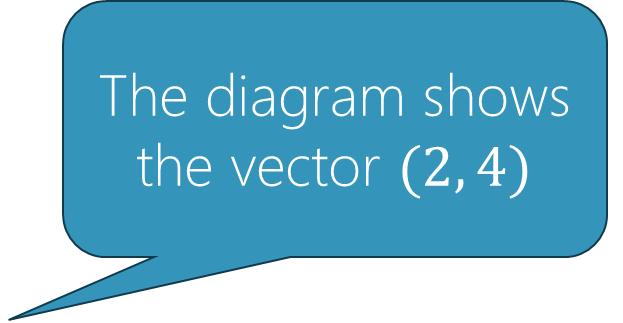 The diagram shows
the vector (2, 4)